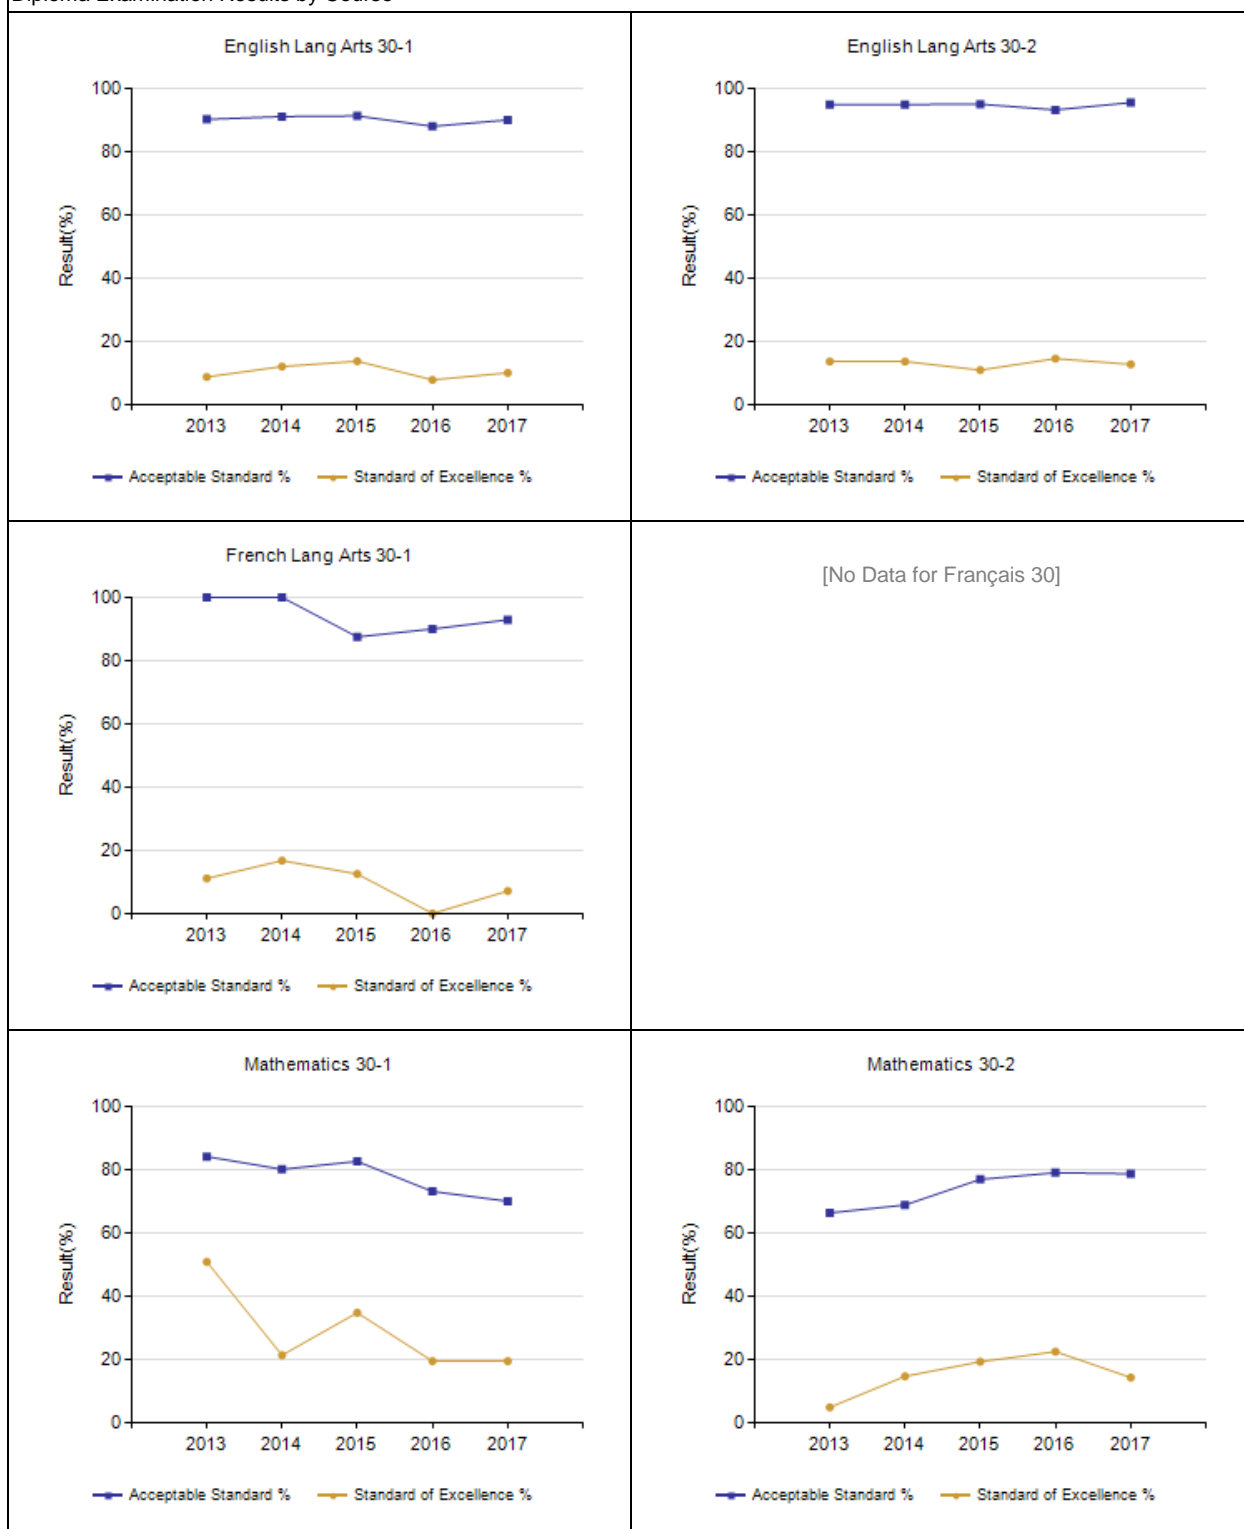 Diploma Examination Results by Course
English Lang Arts 30-1
100
80
60
40
20
0
Result(%)
2013 2014 2015 2016 2017
Acceptable Standard % Standard of Excellence %
English Lang Arts 30-2
100
80
60
40
20
0
Result(%)
2013 2014 2015 2016 2017
Acceptable Standard % Standard of Excellence %
French Lang Arts 30-1
100
80
60
40
20
0
Result(%)
2013 2014 2015 2016 2017
Acceptable Standard % Standard of Excellence %
[No Data for Français 30]
Mathematics 30-1
100
80
60
40
20
0
Result(%)
2013 2014 2015 2016 2017
Acceptable Standard % Standard of Excellence %
Mathematics 30-2
100
80
60
40
20
0
Result(%)
2013 2014 2015 2016 2017
Acceptable Standard % Standard of Excellence %